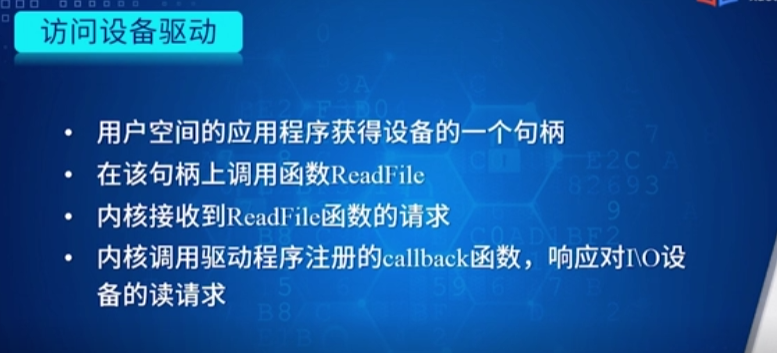 访问设备驱动
• 用户空间的应用程序获得设备的一个句柄
• 在该句柄上调用函数ReadFile
• 内核接收到ReadFile函数的请求
• 内核调用驱动程序注册的callback函数，响应对I\O设
备的读请求